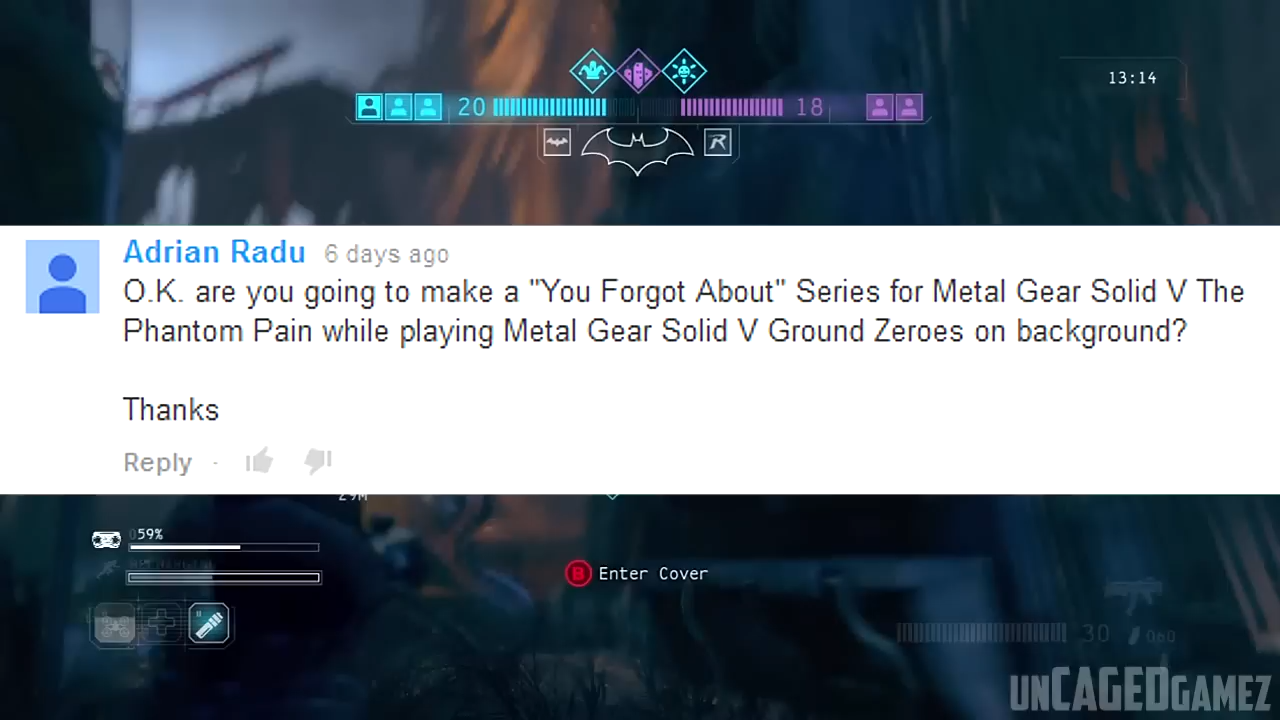 13:14
20 18
Adrian Radu 6 days ago
O.K. are you going to make a "You Forgot About" Series for Metal Gear Solid V The
Phantom Pain while playing Metal Gear Solid V Ground Zeroes on background?
Thanks
Reply
29M
059%
B Enter Cover
30 060
UNCAGEDGAMEZ